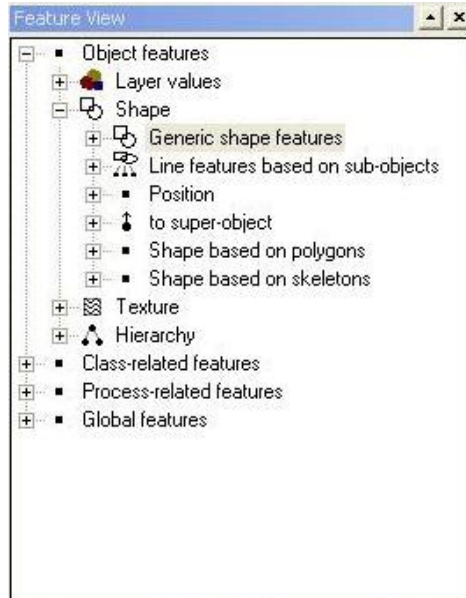 Feature View
Object features
Layer values
Shape
Generic shape features
Line features based on sub-objects
Position
to super-object
Shape based on polygons
Shape based on skeletons
Texture
Hierarchy
Class-related features
Process-related features
Global features